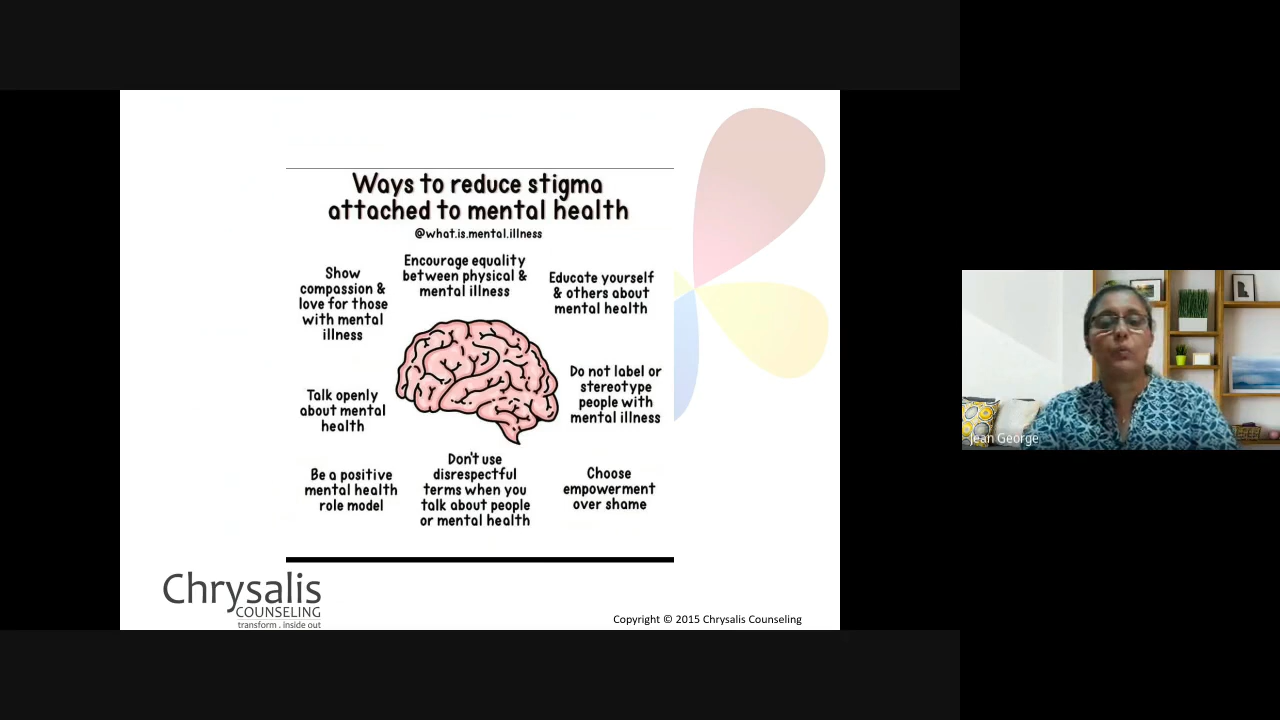 Ways to reduce stigma
attached to mental health
@what.is.mental.illness
Show
compassion &
love for those
with mental
illness
Encourage equality
between physical &
mental illness
Educate yourself
& others about
mental health
Talk openly
about mental
health
Do not label or
stereotype
people with
mental illness
Be a positive
mental health
role model
Don't use
disrespectful
terms when you
talk about people
or mental health
Choose
empowerment
over shame
Chrysalis
COUNSELING
transform . inside out
Copyright © 2015 Chrysalis Counseling
Jean George